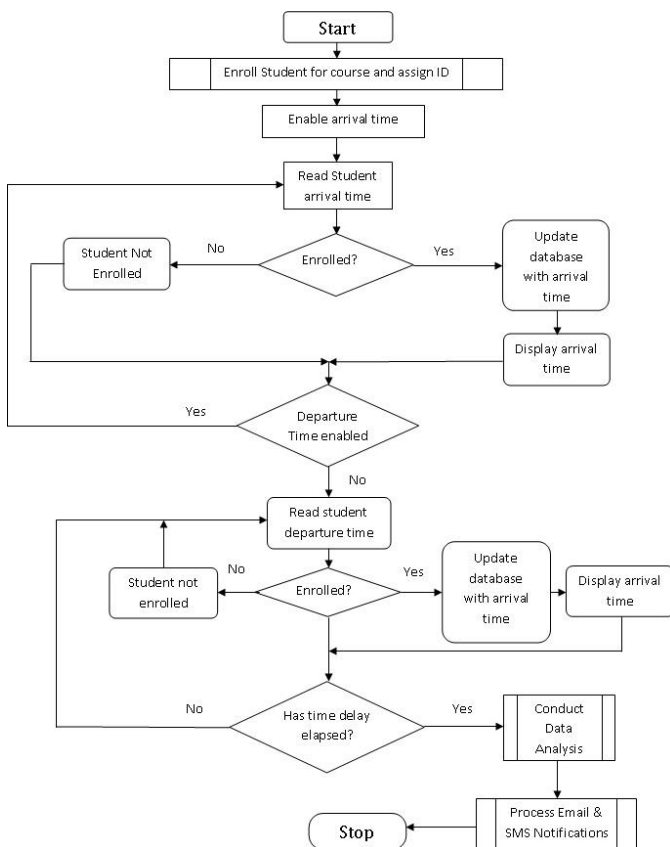 Start
Enroll Student for course and assign ID
Enable arrival time
Read Student
arrival time
No
Enrolled?
Yes
Student Not
Enrolled
Update
database
with arrival
time
Display arrival
time
Yes
Departure
Time enabled
No
Read student
departure time
No
Enrolled?
Yes
Student not
enrolled
Update
database
with arrival
time
Display arrival
time
No
Has time delay
elapsed?
Yes
Conduct
Data
Analysis
Process Email &
SMS Notifications
Stop